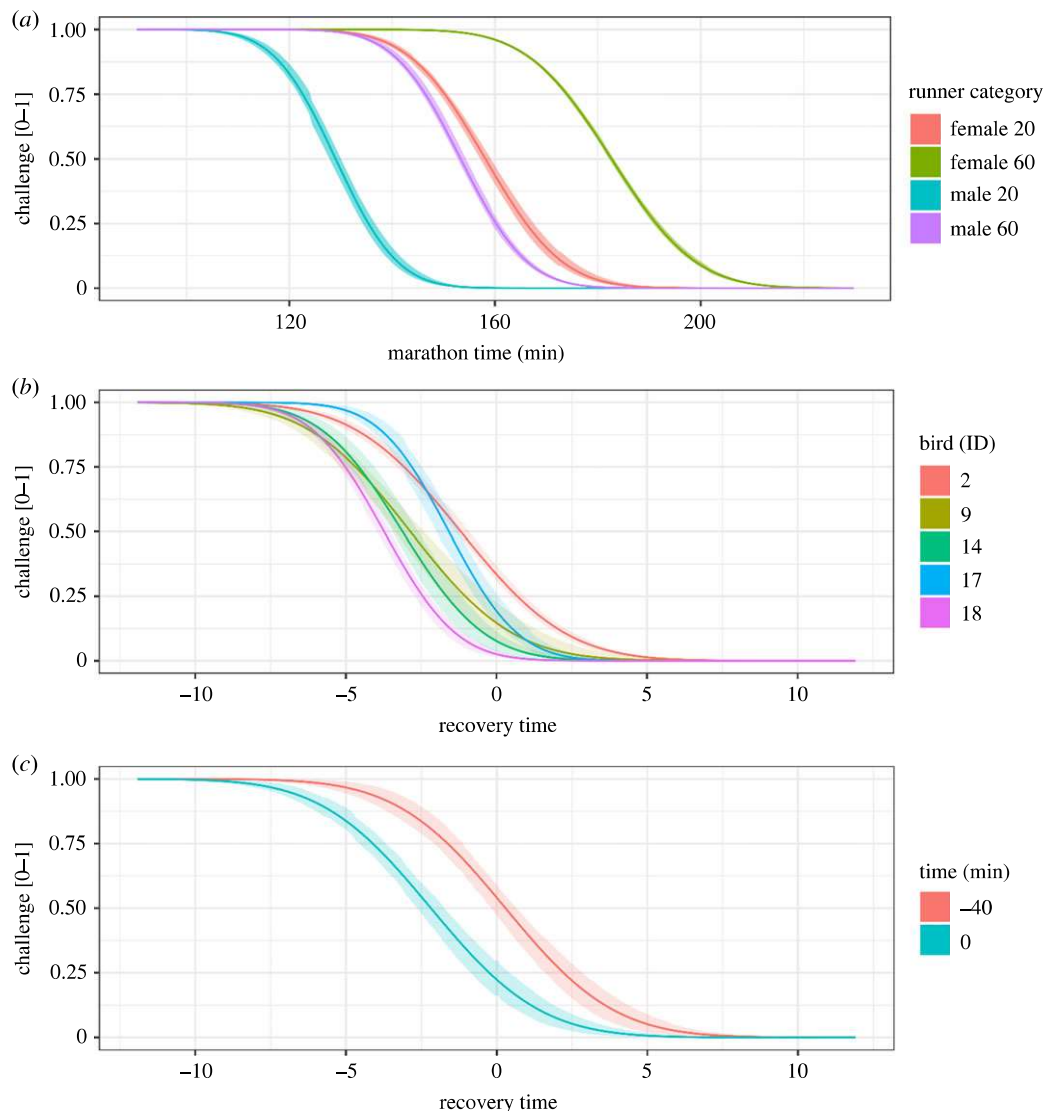 (a)
1.00
0.75
0.50
0.25
0
challenge [0–1]
120 160 200
marathon time (min)
runner category
female 20
female 60
male 20
male 60
(b)
1.00
0.75
0.50
0.25
0
challenge [0–1]
−10 −5 0 5 10
recovery time
bird (ID)
2
9
14
17
18
(c)
1.00
0.75
0.50
0.25
0
challenge [0–1]
−10 −5 0 5 10
recovery time
time (min)
−40
0